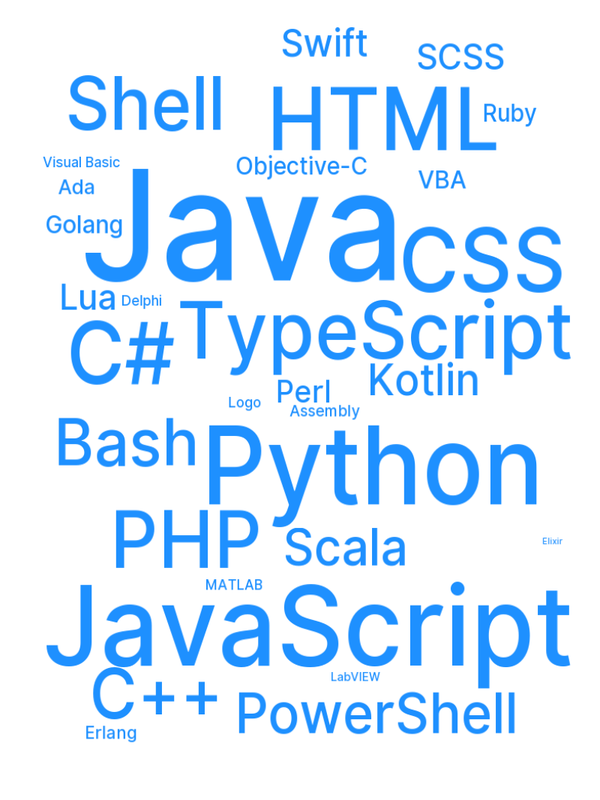 Swift
SCSS
Shell
HTML
Ruby
Visual Basic
Objective-C
VBA
Ada
Java
Golang
CSS
Lua
Delphi
TypeScript
C#
Kotlin
Perl
Logo
Assembly
Bash
Python
PHP
Scala
Elixir
MATLAB
JavaScript
LabVIEW
C++
PowerShell
Erlang